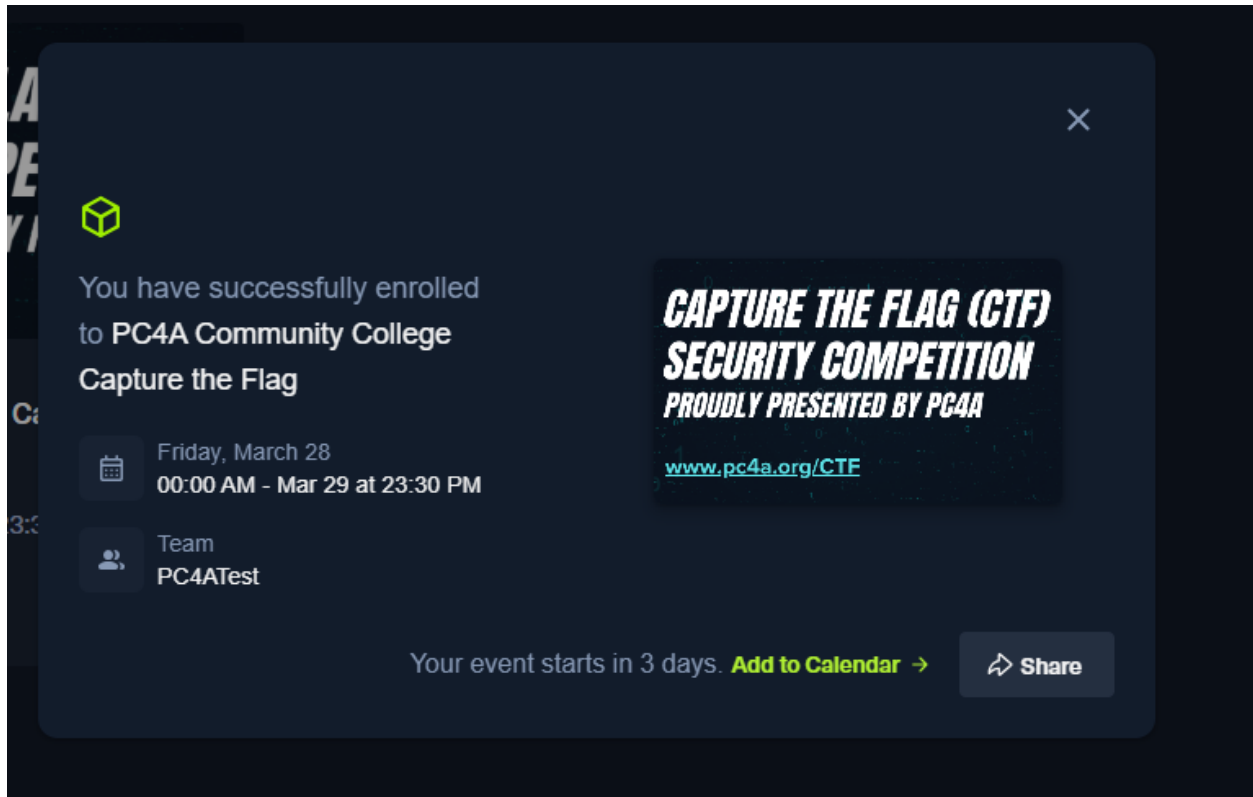 You have successfully enrolled
to PC4A Community College
Capture the Flag
Friday, March 28
00:00 AM - Mar 29 at 23:30 PM
Team
PC4ATest
CAPTURE THE FLAG (CTF)
SECURITY COMPETITION
PROUDLY PRESENTED BY PC4A
www.pc4a.org/CTF
Your event starts in 3 days. Add to Calendar →
Share